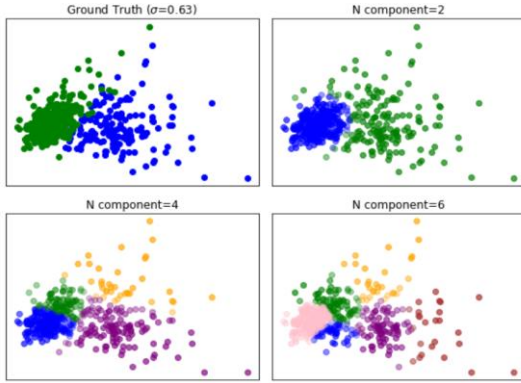 Ground Truth (σ=0.63)
N component=2
N component=4
N component=6